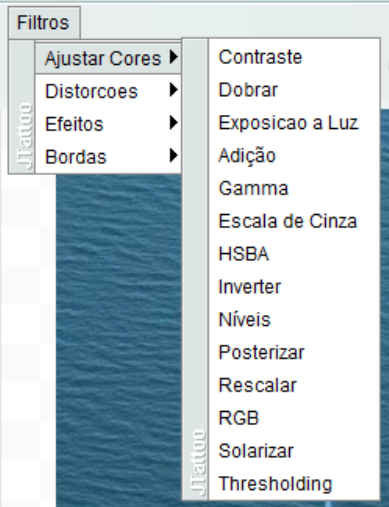 Filtros
Ajustar Cores
Distorcoes
Efeitos
Bordas
JTattoo
Contraste
Dobrar
Exposicao a Luz
Adição
Gamma
Escala de Cinza
HSBA
Inverter
Níveis
Posterizar
Rescalar
RGB
Solarizar
Thresholding
JTattoo